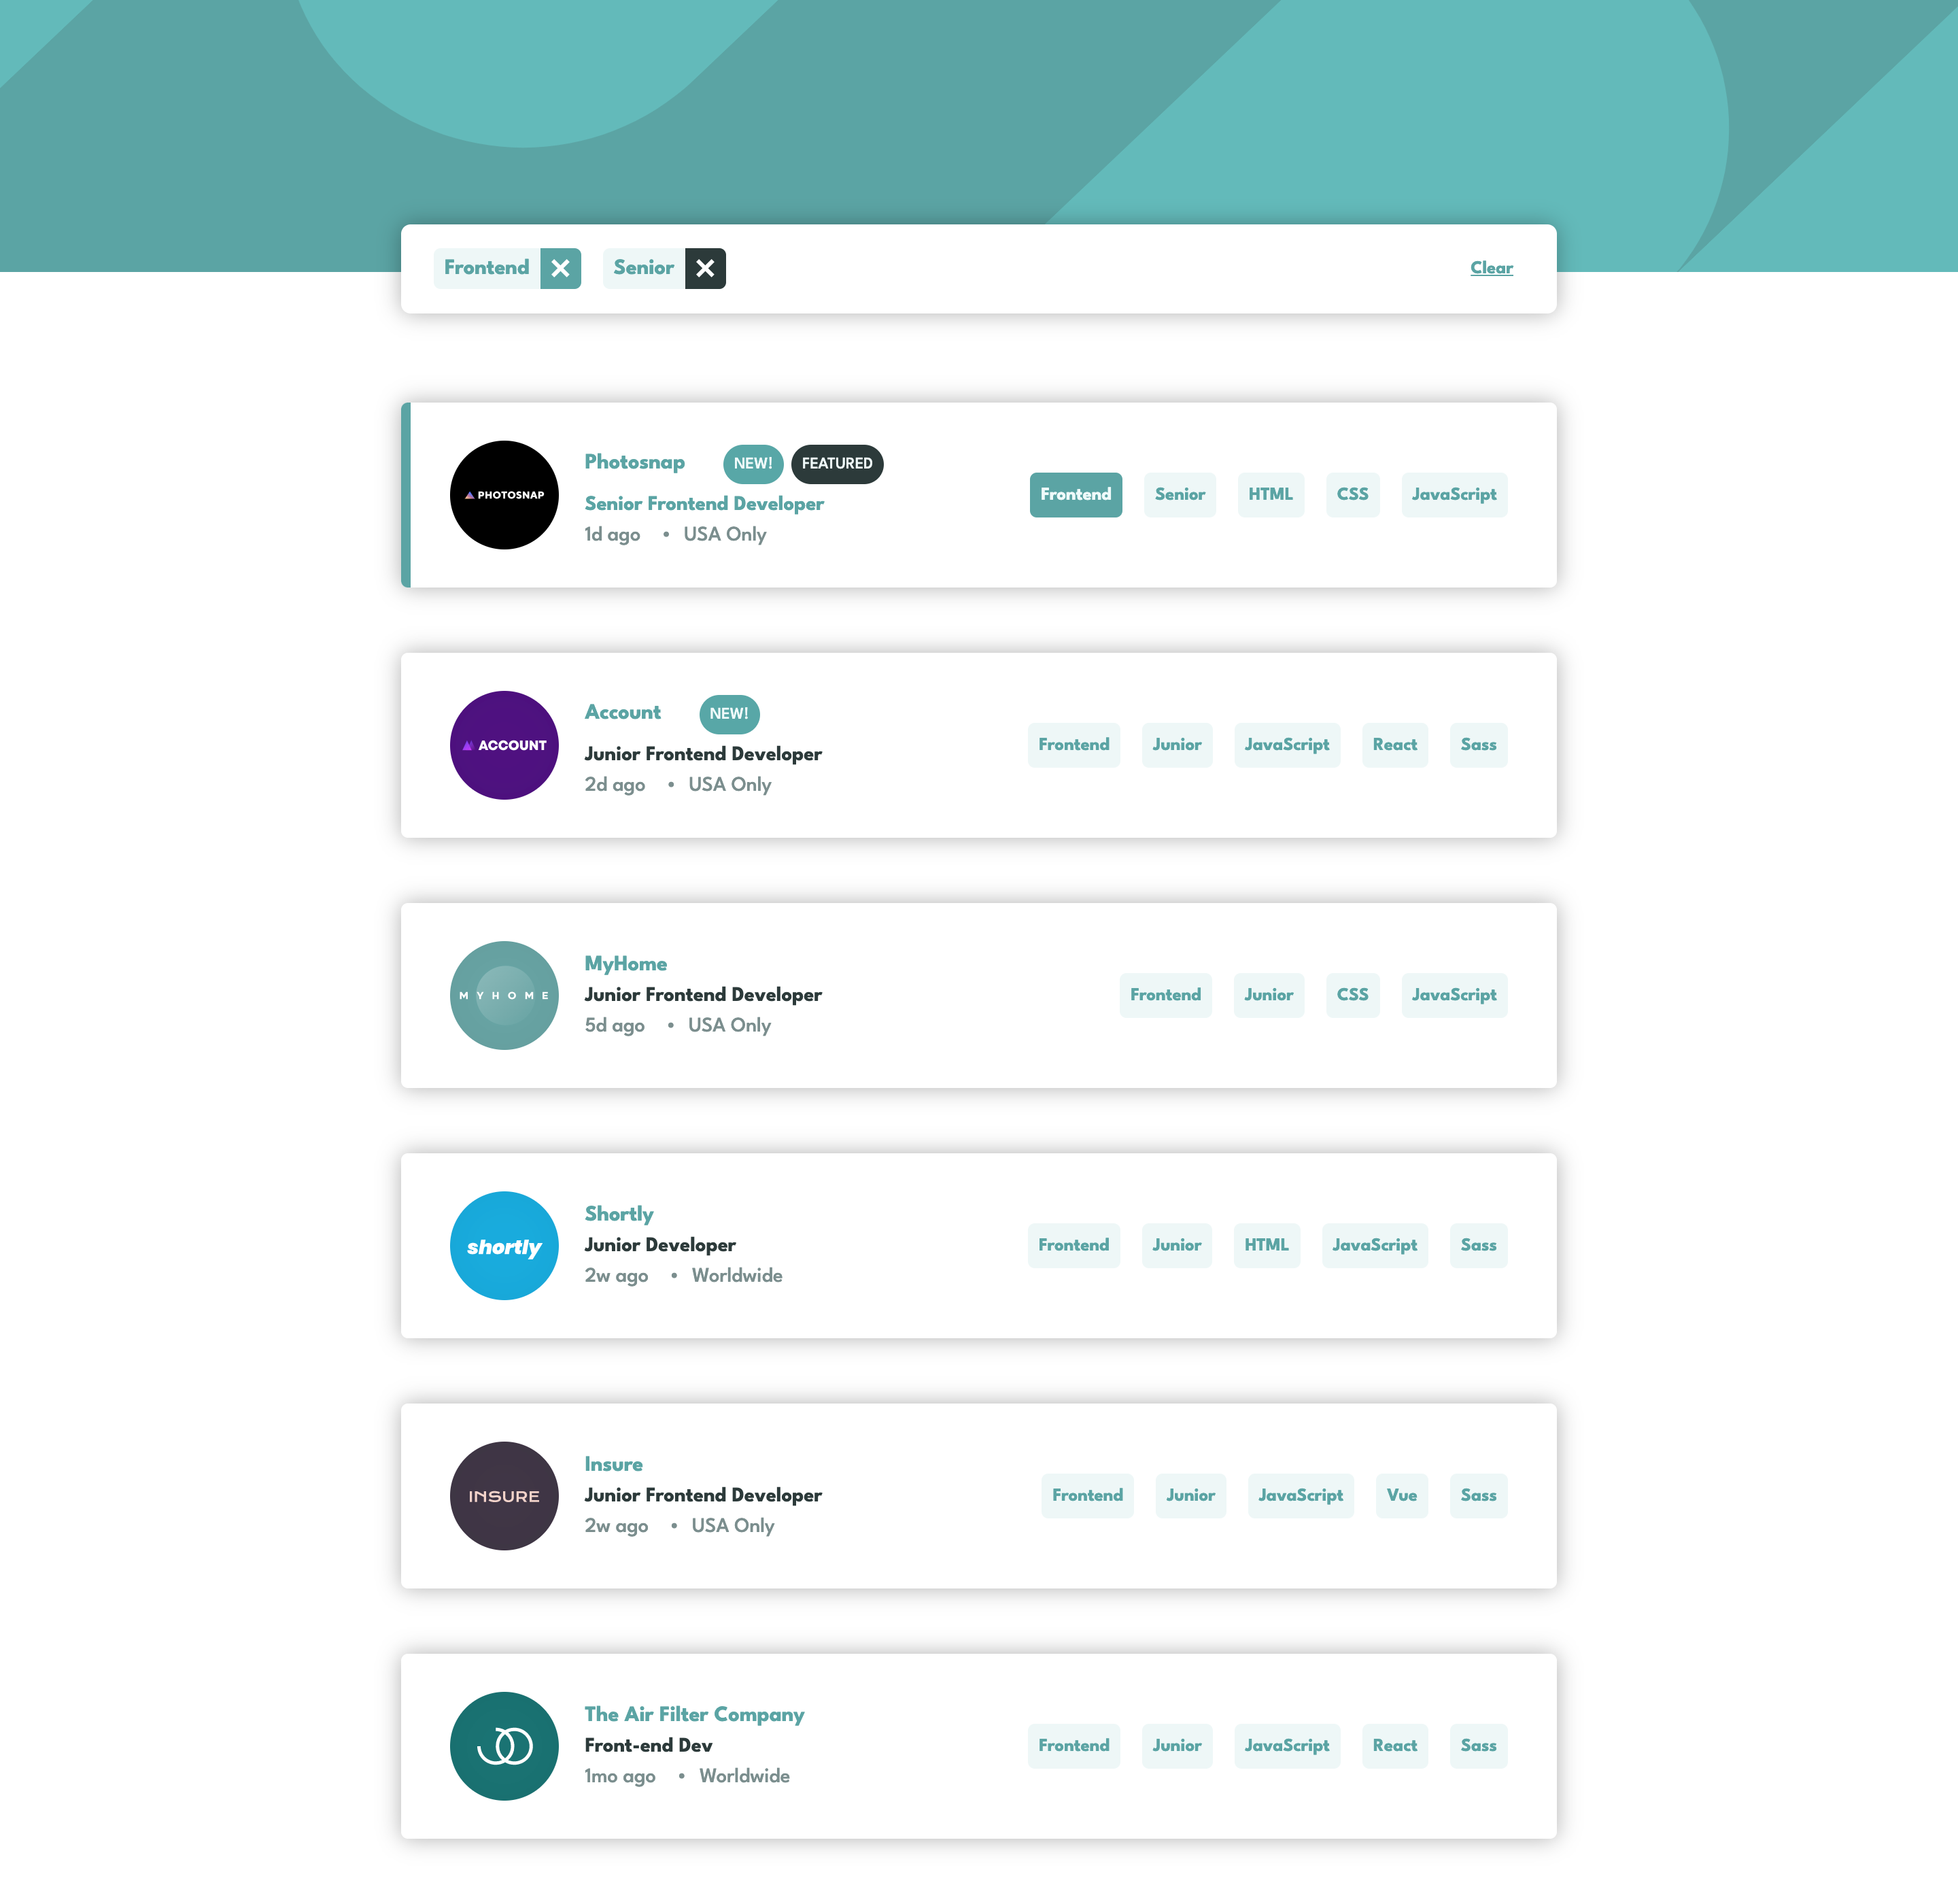 Frontend Senior Clear
PHOTOSNAP
Photosnap NEW! FEATURED
Senior Frontend Developer
1d ago • USA Only
Frontend Senior HTML CSS JavaScript
ACCOUNT
Account NEW!
Junior Frontend Developer
2d ago • USA Only
Frontend Junior JavaScript React Sass
MYHOME
MyHome
Junior Frontend Developer
5d ago • USA Only
Frontend Junior CSS JavaScript
shortly
Shortly
Junior Developer
2w ago • Worldwide
Frontend Junior HTML JavaScript Sass
INSURE
Insure
Junior Frontend Developer
2w ago • USA Only
Frontend Junior JavaScript Vue Sass
The Air Filter Company
Front-end Dev
1mo ago • Worldwide
Frontend Junior JavaScript React Sass